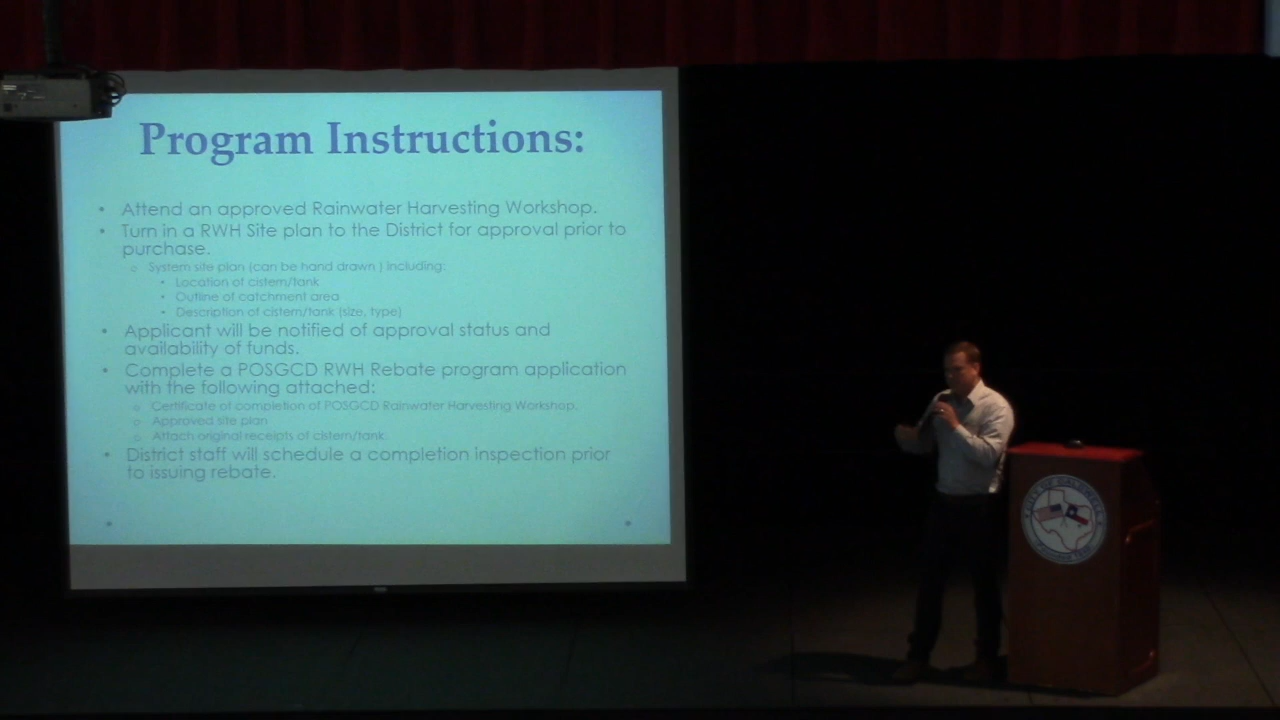 Program Instructions:
• Attend an approved Rainwater Harvesting Workshop.
• Turn in a RWH Site plan to the District for approval prior to
purchase.
o System site plan (can be hand drawn ) including:
• Location of cistern/tank
• Outline of catchment area
• Description of cistern/tank (size, type)
• Applicant will be notified of approval status and
availability of funds.
• Complete a POSGCD RWH Rebate program application
with the following attached:
o Certificate of completion of POSGCD Rainwater Harvesting Workshop.
o Approved site plan
o Attach original receipts of cistern/tank.
• District staff will schedule a completion inspection prior
to issuing rebate.
CITY OF CALDWELL